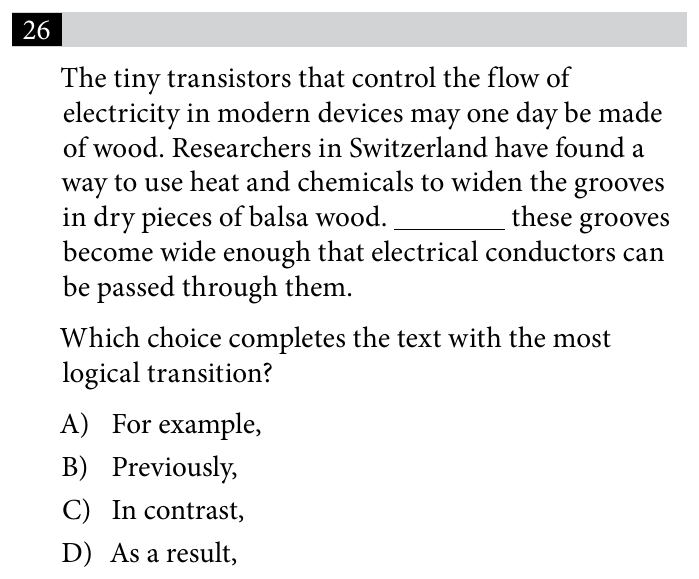 26
The tiny transistors that control the flow of
electricity in modern devices may one day be made
of wood. Researchers in Switzerland have found a
way to use heat and chemicals to widen the grooves
in dry pieces of balsa wood. ________ these grooves
become wide enough that electrical conductors can
be passed through them.
Which choice completes the text with the most
logical transition?
A) For example,
B) Previously,
C) In contrast,
D) As a result,